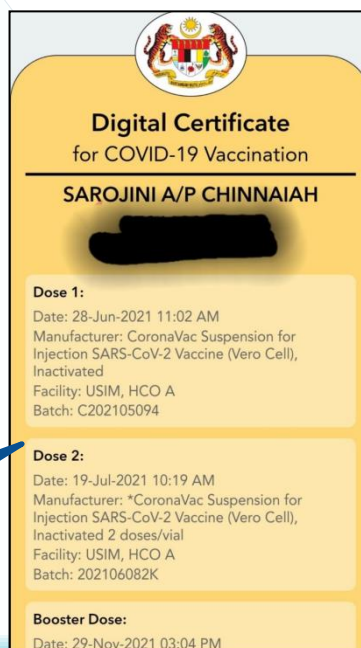 Digital Certificate
for COVID-19 Vaccination
SAROJINI A/P CHINNAIAH
Dose 1:
Date: 28-Jun-2021 11:02 AM
Manufacturer: CoronaVac Suspension for
Injection SARS-CoV-2 Vaccine (Vero Cell),
Inactivated
Facility: USIM, HCO A
Batch: C202105094
Dose 2:
Date: 19-Jul-2021 10:19 AM
Manufacturer: *CoronaVac Suspension for
Injection SARS-CoV-2 Vaccine (Vero Cell),
Inactivated 2 doses/vial
Facility: USIM, HCO A
Batch: 202106082K
Booster Dose:
Date: 29-Nov-2021 03:04 PM